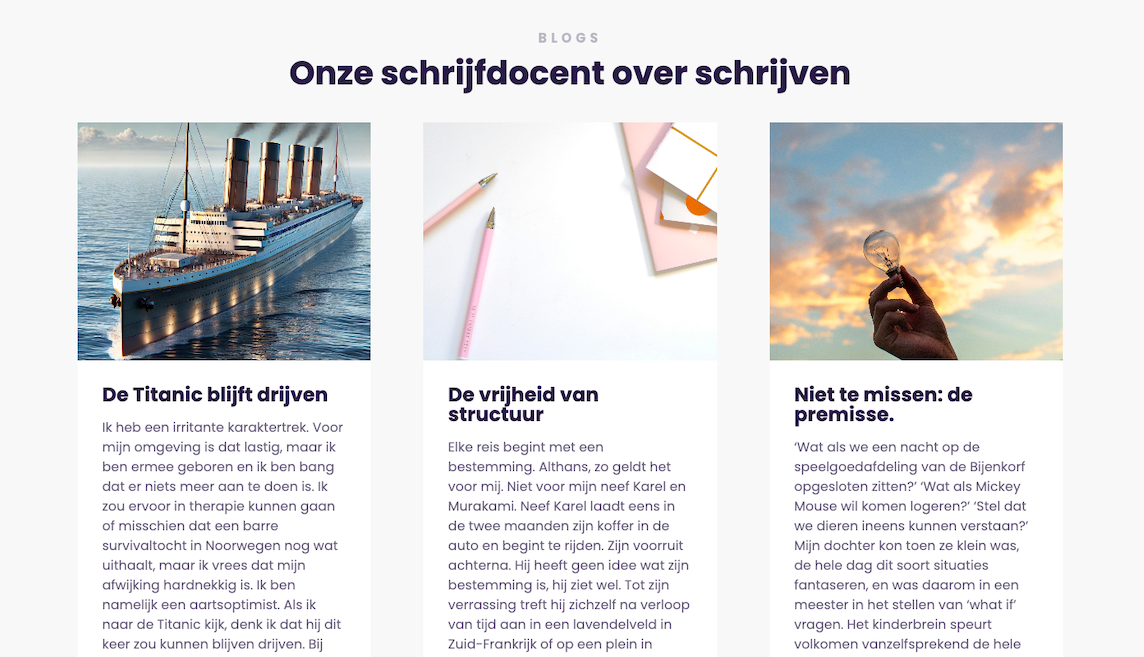 BLOGS
Onze schrijfdocent over schrijven
De Titanic blijft drijven
Ik heb een irritante karaktertrek. Voor
mijn omgeving is dat lastig, maar ik
ben ermee geboren en ik ben bang
dat er niets meer aan te doen is. Ik
zou ervoor in therapie kunnen gaan
of misschien dat een barre
survivaltocht in Noorwegen nog wat
uithaalt, maar ik vrees dat mijn
afwijking hardnekkig is. Ik ben
namelijk een aartsoptimist. Als ik
naar de Titanic kijk, denk ik dat hij dit
keer zou kunnen blijven drijven. Bij
De vrijheid van
structuur
Elke reis begint met een
bestemming. Althans, zo geldt het
voor mij. Niet voor mijn neef Karel en
Murakami. Neef Karel laadt eens in
de twee maanden zijn koffer in de
auto en begint te rijden. Zijn voorruit
achterna. Hij heeft geen idee wat zijn
bestemming is, hij ziet wel. Tot zijn
verrassing treft hij zichzelf na verloop
van tijd aan in een lavendelveld in
Zuid-Frankrijk of op een plein in
Niet te missen: de
premisse.
‘Wat als we een nacht op de
speelgoedafdeling van de Bijenkorf
opgesloten zitten?’ ‘Wat als Mickey
Mouse wil komen logeren?’ ‘Stel dat
we dieren ineens kunnen verstaan?’
Mijn dochter kon toen ze klein was,
de hele dag dit soort situaties
fantaseren, en was daarom in een
meester in het stellen van ‘what if’
vragen. Het kinderbrein speurt
volkomen vanzelfsprekend de hele